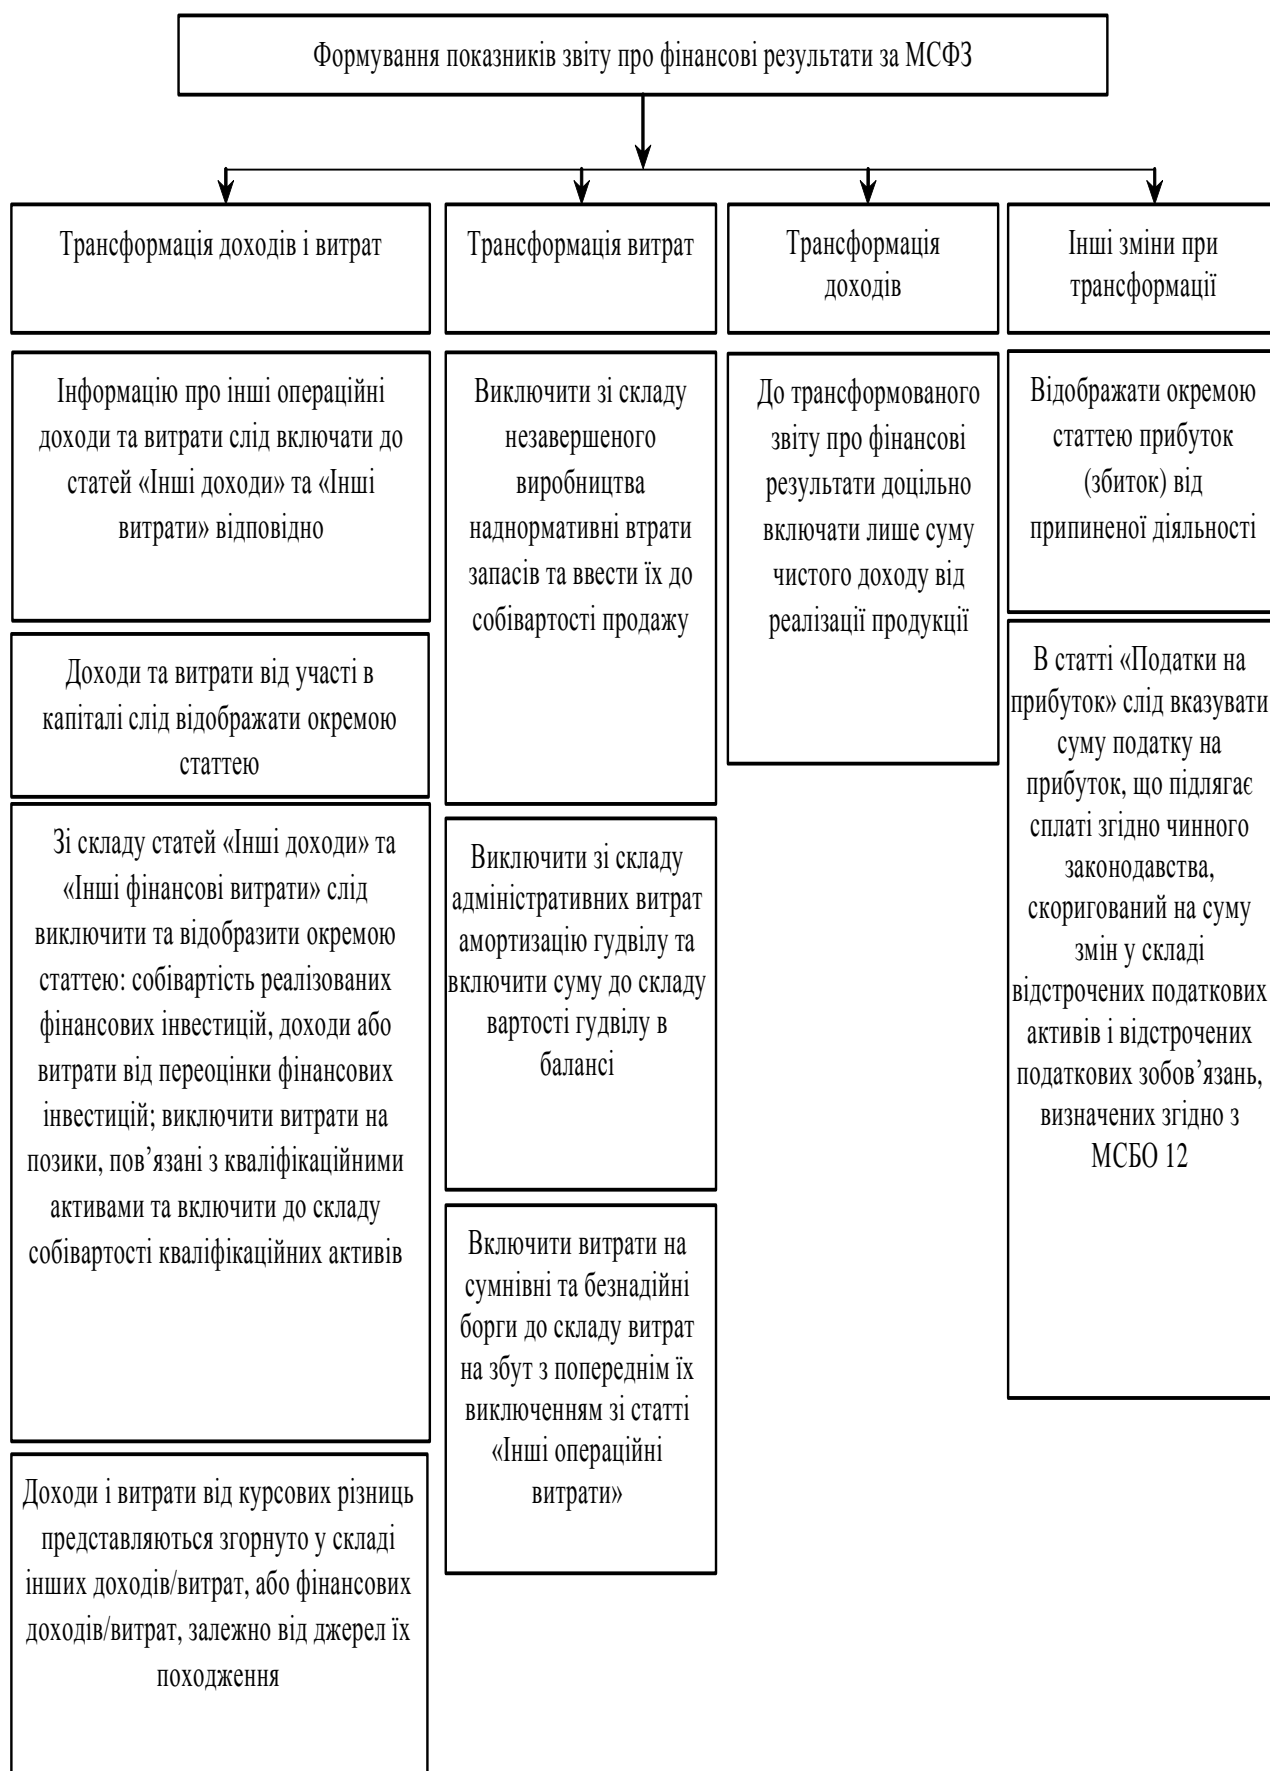 Формування показників звіту про фінансові результати за МСФЗ
Трансформація доходів і витрат
Інформацію про інші операційні
доходи та витрати слід включати до
статей «Інші доходи» та «Інші
витрати» відповідно
Доходи та витрати від участі в
капіталі слід відображати окремою
статтею
Зі складу статей «Інші доходи» та
«Інші фінансові витрати» слід
виключити та відобразити окремою
статтею: собівартість реалізованих
фінансових інвестицій, доходи або
витрати від переоцінки фінансових
інвестицій; виключити витрати на
позики, пов’язані з кваліфікаційними
активами та включити до складу
собівартості кваліфікаційних активів
Доходи і витрати від курсових різниць
представляються згорнуто у складі
інших доходів/витрат, або фінансових
доходів/витрат, залежно від джерел їх
походження
Трансформація витрат
Виключити зі складу
незавершеного
виробництва
наднормативні втрати
запасів та ввести їх до
собівартості продажу
Виключити зі складу
адміністративних витрат
амортизацію гудвілу та
включити суму до складу
вартості гудвілу в
балансі
Включити витрати на
сумнівні та безнадійні
борги до складу витрат
на збут з попереднім їх
виключенням зі статті
«Інші операційні
витрати»
Трансформація
доходів
До трансформованого
звіту про фінансові
результати доцільно
включати лише суму
чистого доходу від
реалізації продукції
Інші зміни при
трансформації
Відображати окремою
статтею прибуток
(збиток) від
припиненої діяльності
В статті «Податки на
прибуток» слід вказувати
суму податку на
прибуток, що підлягає
сплаті згідно чинного
законодавства,
скоригований на суму
змін у складі
відстрочених податкових
активів і відстрочених
податкових зобов’язань,
визначених згідно з
МСБО 12